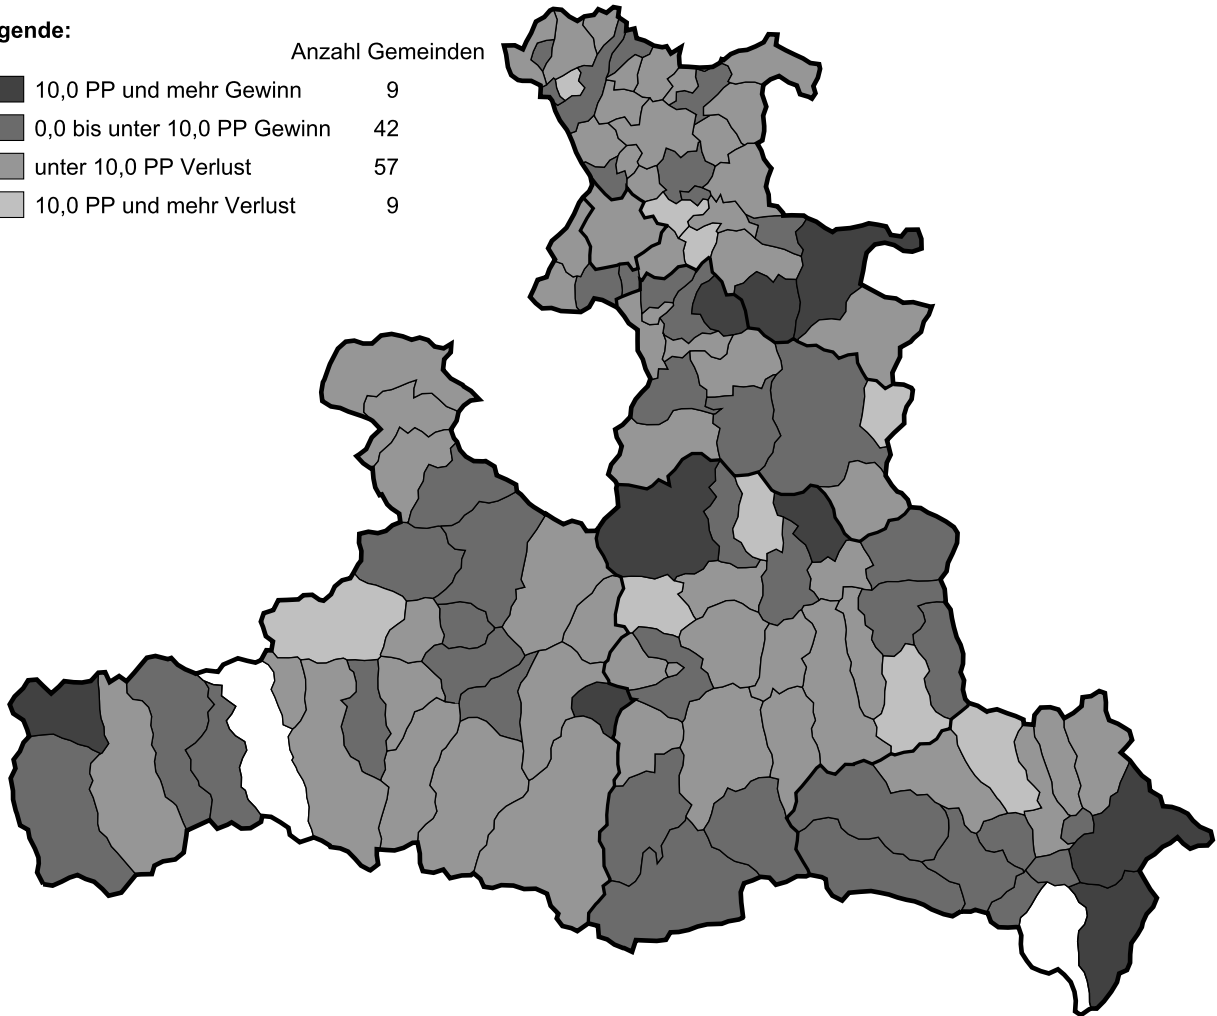 gende:
Anzahl Gemeinden
10,0 PP und mehr Gewinn 9
0,0 bis unter 10,0 PP Gewinn 42
unter 10,0 PP Verlust 57
10,0 PP und mehr Verlust 9